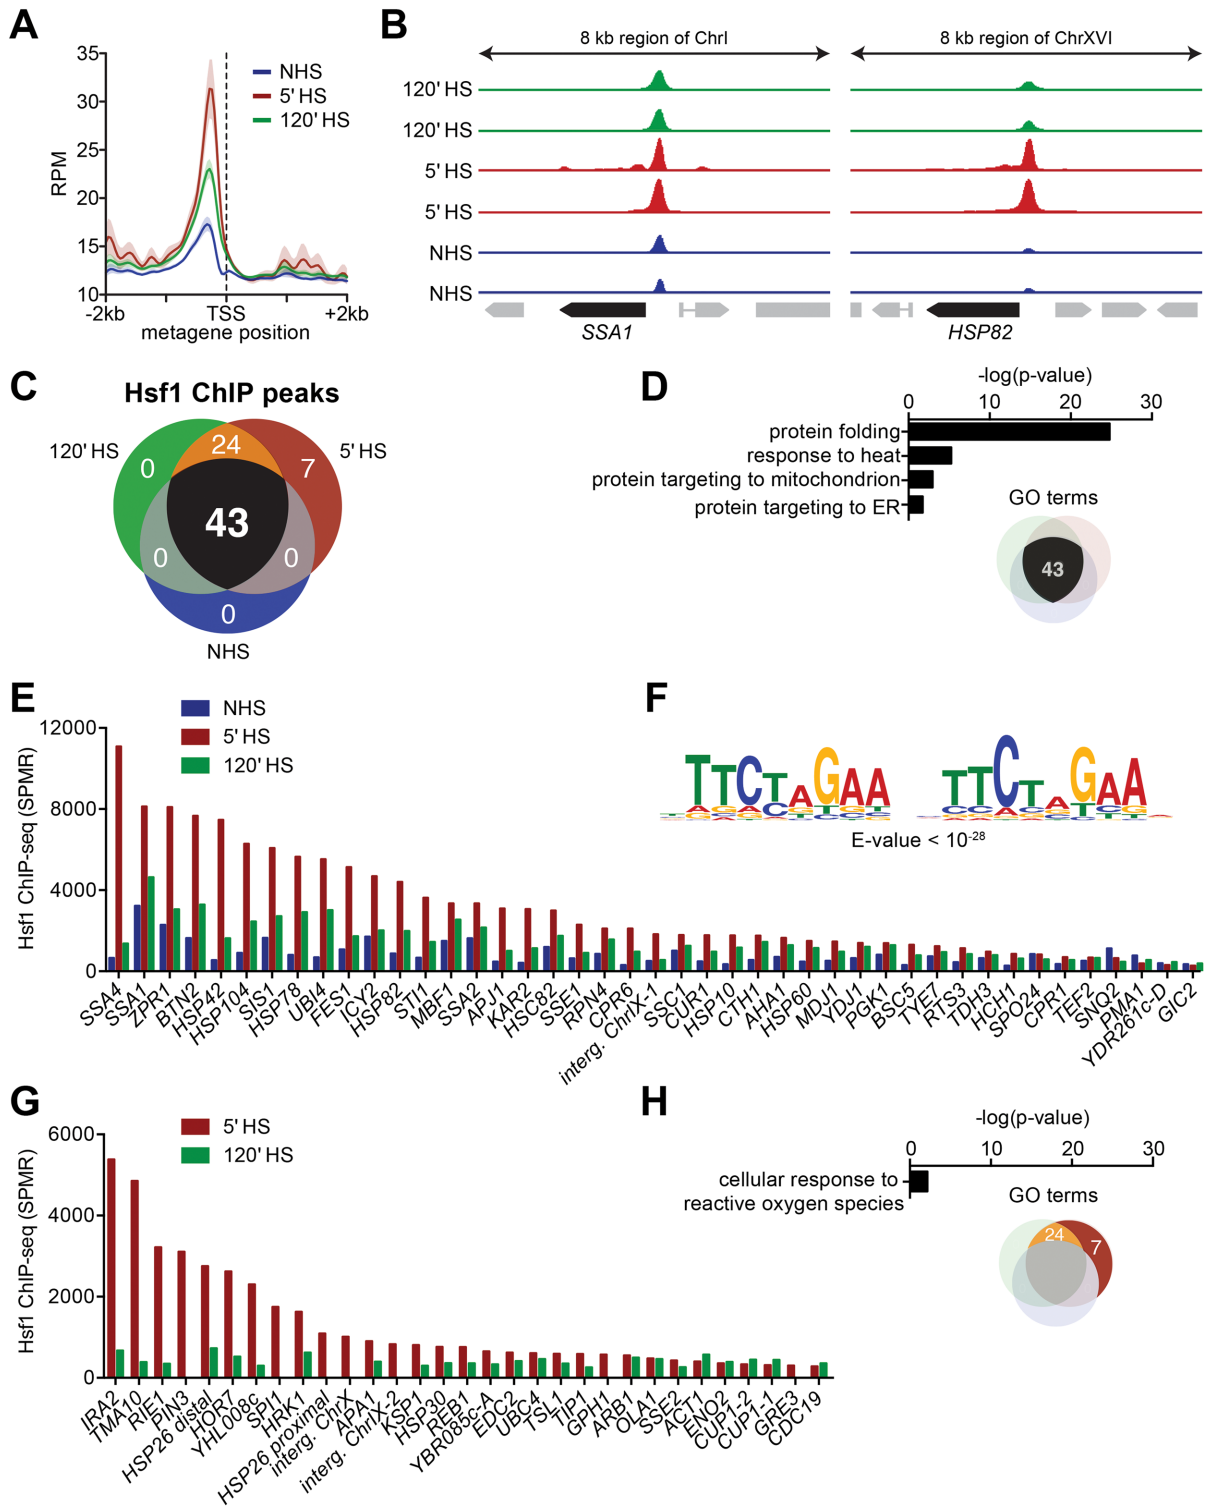 A
35
30
25
20
15
10
RPM
NHS
5' HS
120' HS
-2kb
TSS
+2kb
metagene position
B
8 kb region of ChrI
8 kb region of ChrXVI
120' HS
120' HS
5' HS
5' HS
NHS
NHS
SSA1
HSP82
C
Hsf1 ChIP peaks
120' HS
24
5' HS
0
7
43
0
0
0
NHS
D
-log(p-value)
0
10
20
30
protein folding
response to heat
protein targeting to mitochondrion
protein targeting to ER
GO terms
43
E
NHS
5' HS
120' HS
12000
8000
4000
0
Hsf1 ChIP-seq (SPMR)
SSA4
SSA1
ZPR1
BTN2
HSP42
HSP104
SIS1
HSP78
UBI4
FES1
ICY2
HSP82
STI1
MBF1
SSA2
APJ1
KAR2
HSC82
SSE1
RPN4
CPR6
interg. ChrIX-1
SSC1
CUR1
HSP10
CTH1
AHA1
HSP60
MDJ1
YDJ1
PGK1
BSC5
TYE7
RTS3
TDH3
HCH1
SPO24
CPR1
TEF2
SNQ2
PMA1
YDR261c-D
GIC2
F
TTCTAGAA
TTCTAGAA
E-value < 10-28
G
5' HS
120' HS
6000
4000
2000
0
Hsf1 ChIP-seq (SPMR)
IRA2
TMA10
RIE1
PIN3
HSP26 distal
HOR7
YHL008c
SPI1
HRK1
HSP26 proximal
interg. ChrX
APA1
interg. ChrIX-2
KSP1
HSP30
REB1
YBR085c-A
EDC2
UBC4
TSL1
TIP1
GPH1
ARB1
OLA1
SSE2
ACT1
ENO2
CUP1-2
CUP1-1
GRE3
CDC19
H
-log(p-value)
0
10
20
30
cellular response to
reactive oxygen species
GO terms
24
7